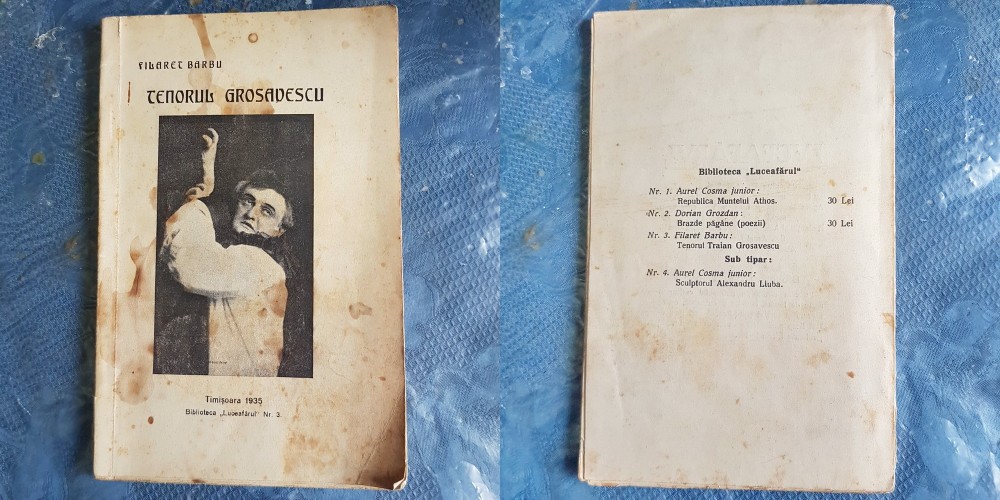 FILARET BARBU
TENORUL GROSAVESCU
Timişoara 1935
Biblioteca „Luceafărul" Nr. 3.
Biblioteca „Luceafărul"
Nr. 1. Aurel Cosma junior:
Republica Muntelui Athos. 30 Lei
Nr. 2. Dorian Grozdan:
Brazde păgâne (poezii) 30 Lei
Nr. 3. Filaret Barbu:
Tenorul Traian Grosavescu
Sub tipar:
Nr. 4. Aurel Cosma junior:
Sculptorul Alexandru Liuba.